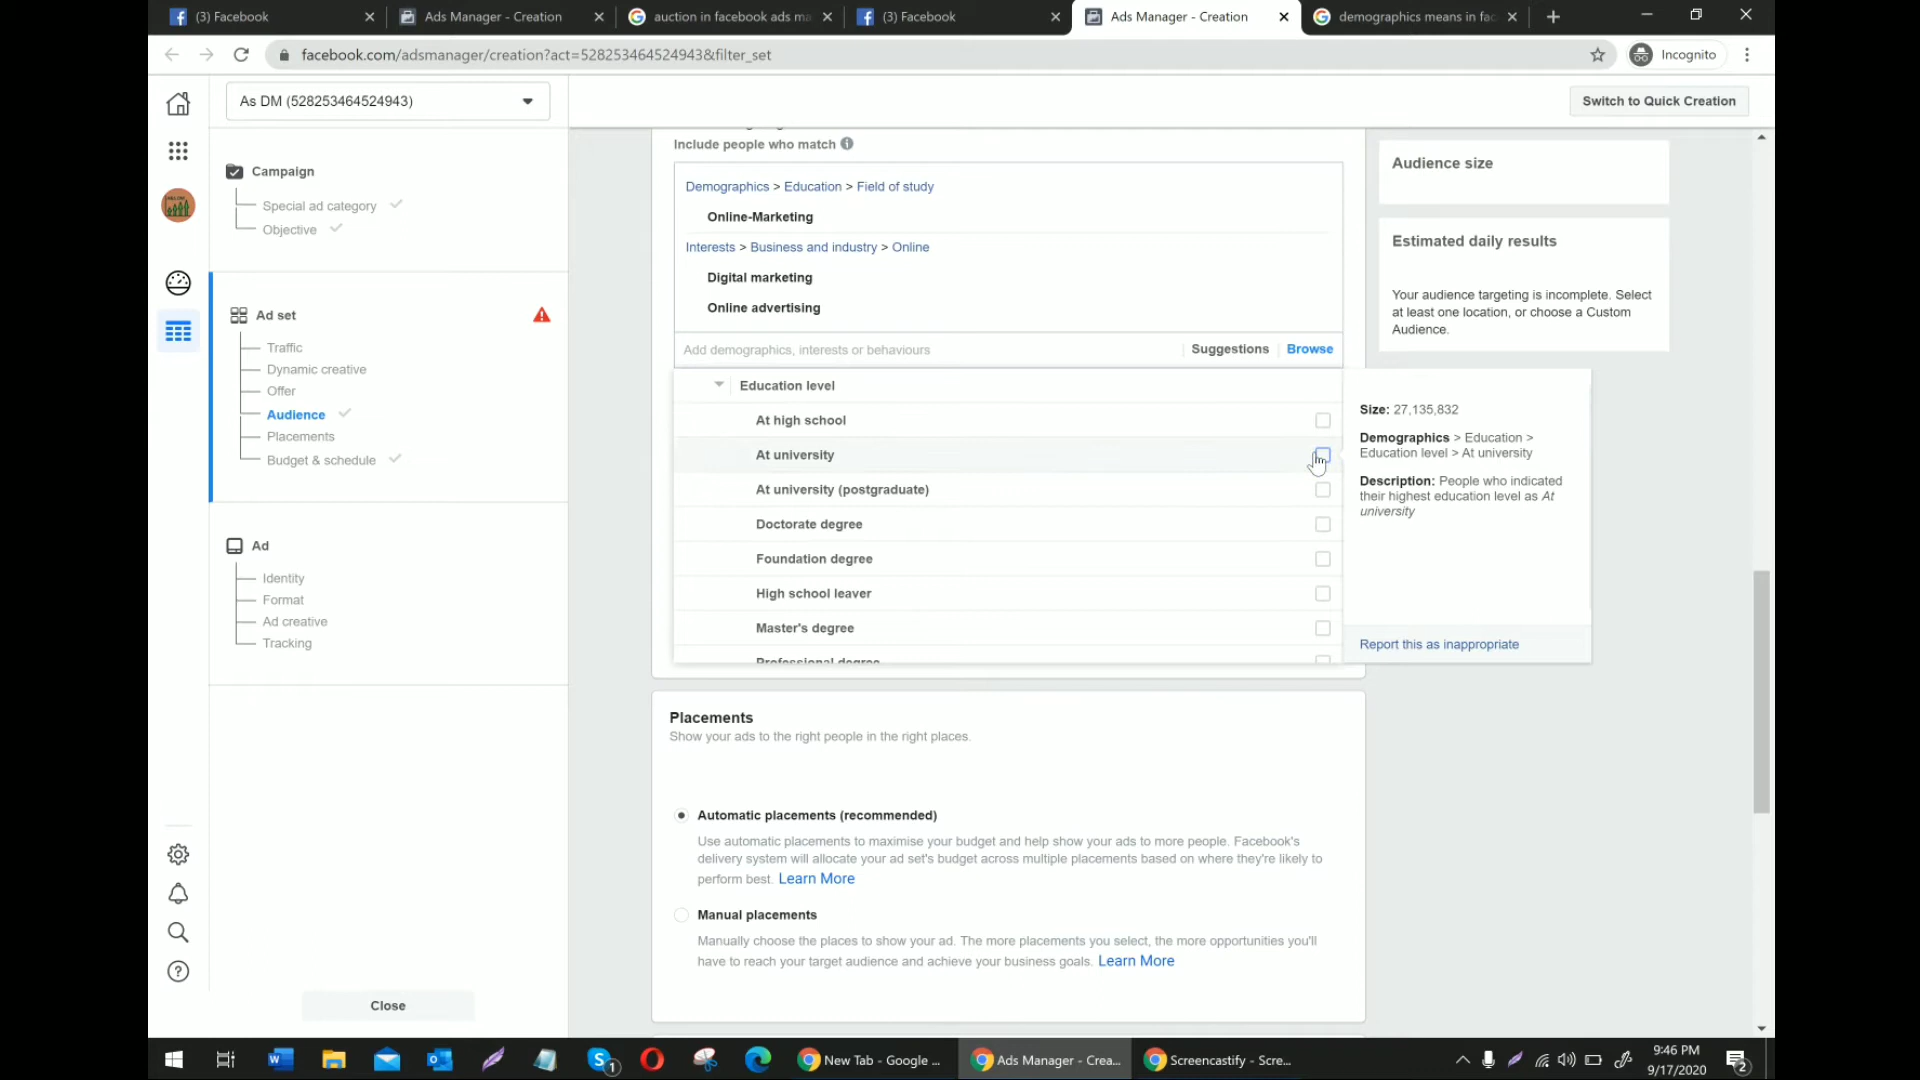 (3) Facebook
Ads Manager - Creation
auction in facebook ads ma
(3) Facebook
Ads Manager - Creation
demographics means in fac
facebook.com/adsmanager/creation?act=528253464524943&filter_set
Incognito
As DM (528253464524943)
Switch to Quick Creation
Campaign
Special ad category
Objective
Ad set
Traffic
Dynamic creative
Offer
Audience
Placements
Budget & schedule
Ad
Identity
Format
Ad creative
Tracking
Close
Include people who match
Demographics > Education > Field of study
Online-Marketing
Interests > Business and industry > Online
Digital marketing
Online advertising
Add demographics, interests or behaviours
Suggestions
Browse
Education level
At high school
At university
At university (postgraduate)
Doctorate degree
Foundation degree
High school leaver
Master's degree
Professional degree
Size: 27,135,832
Demographics > Education >
Education level > At university
Description: People who indicated
their highest education level as At
university
Report this as inappropriate
Audience size
Estimated daily results
Your audience targeting is incomplete. Select
at least one location, or choose a Custom
Audience.
Placements
Show your ads to the right people in the right places.
Automatic placements (recommended)
Use automatic placements to maximise your budget and help show your ads to more people. Facebook's
delivery system will allocate your ad set's budget across multiple placements based on where they're likely to
perform best. Learn More
Manual placements
Manually choose the places to show your ad. The more placements you select, the more opportunities you'll
have to reach your target audience and achieve your business goals. Learn More
New Tab - Google ...
Ads Manager - Crea...
Screencastify - Scre...
9:46 PM
9/17/2020
1
2